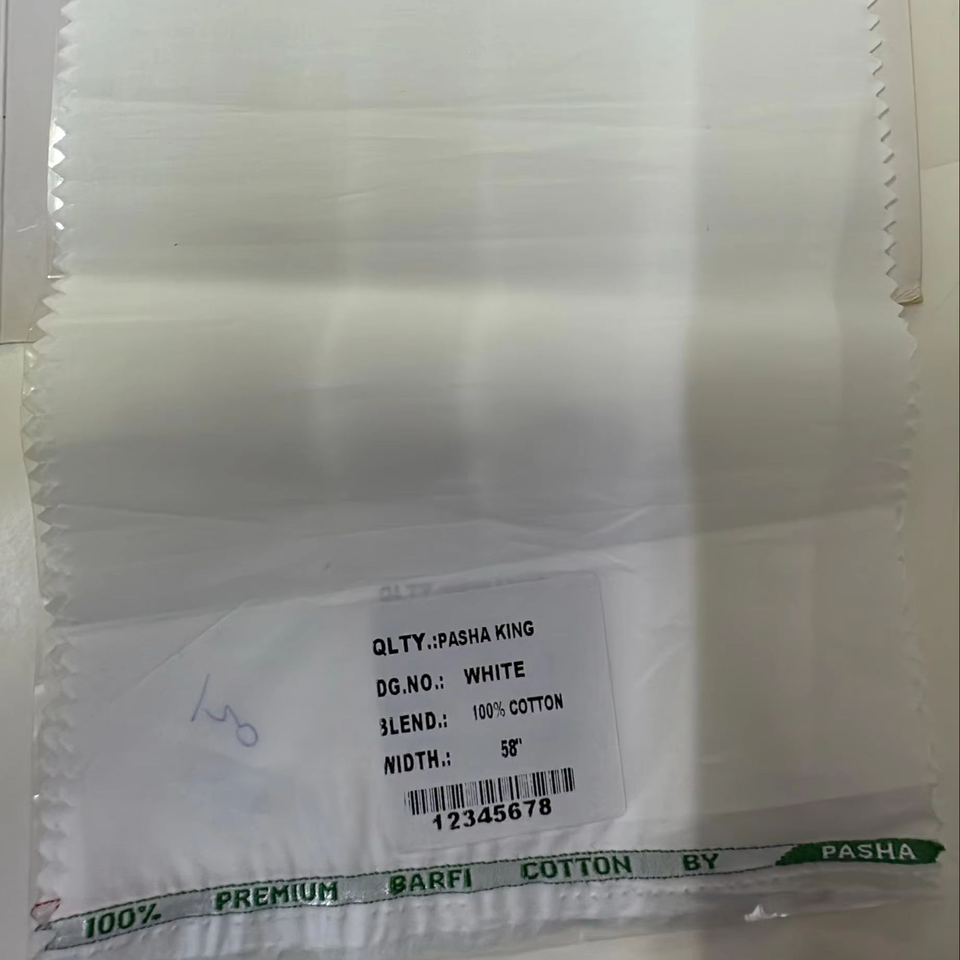 QLTY.:PASHA KING
DG.NO.: WHITE
BLEND.: 100% COTTON
WIDTH.: 58"
12345678
100% PREMIUM BARFI COTTON BY PASHA